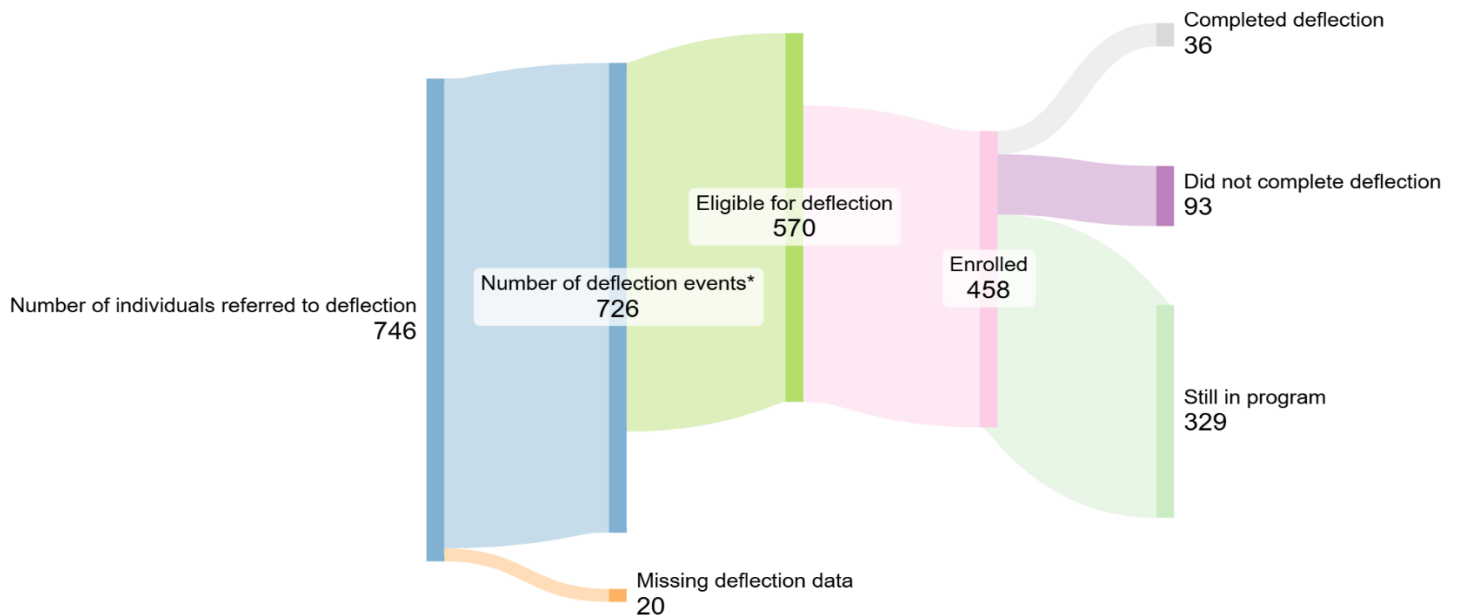 Number of individuals referred to deflection
746
Number of deflection events*
726
Missing deflection data
20
Eligible for deflection
570
Enrolled
458
Completed deflection
36
Did not complete deflection
93
Still in program
329